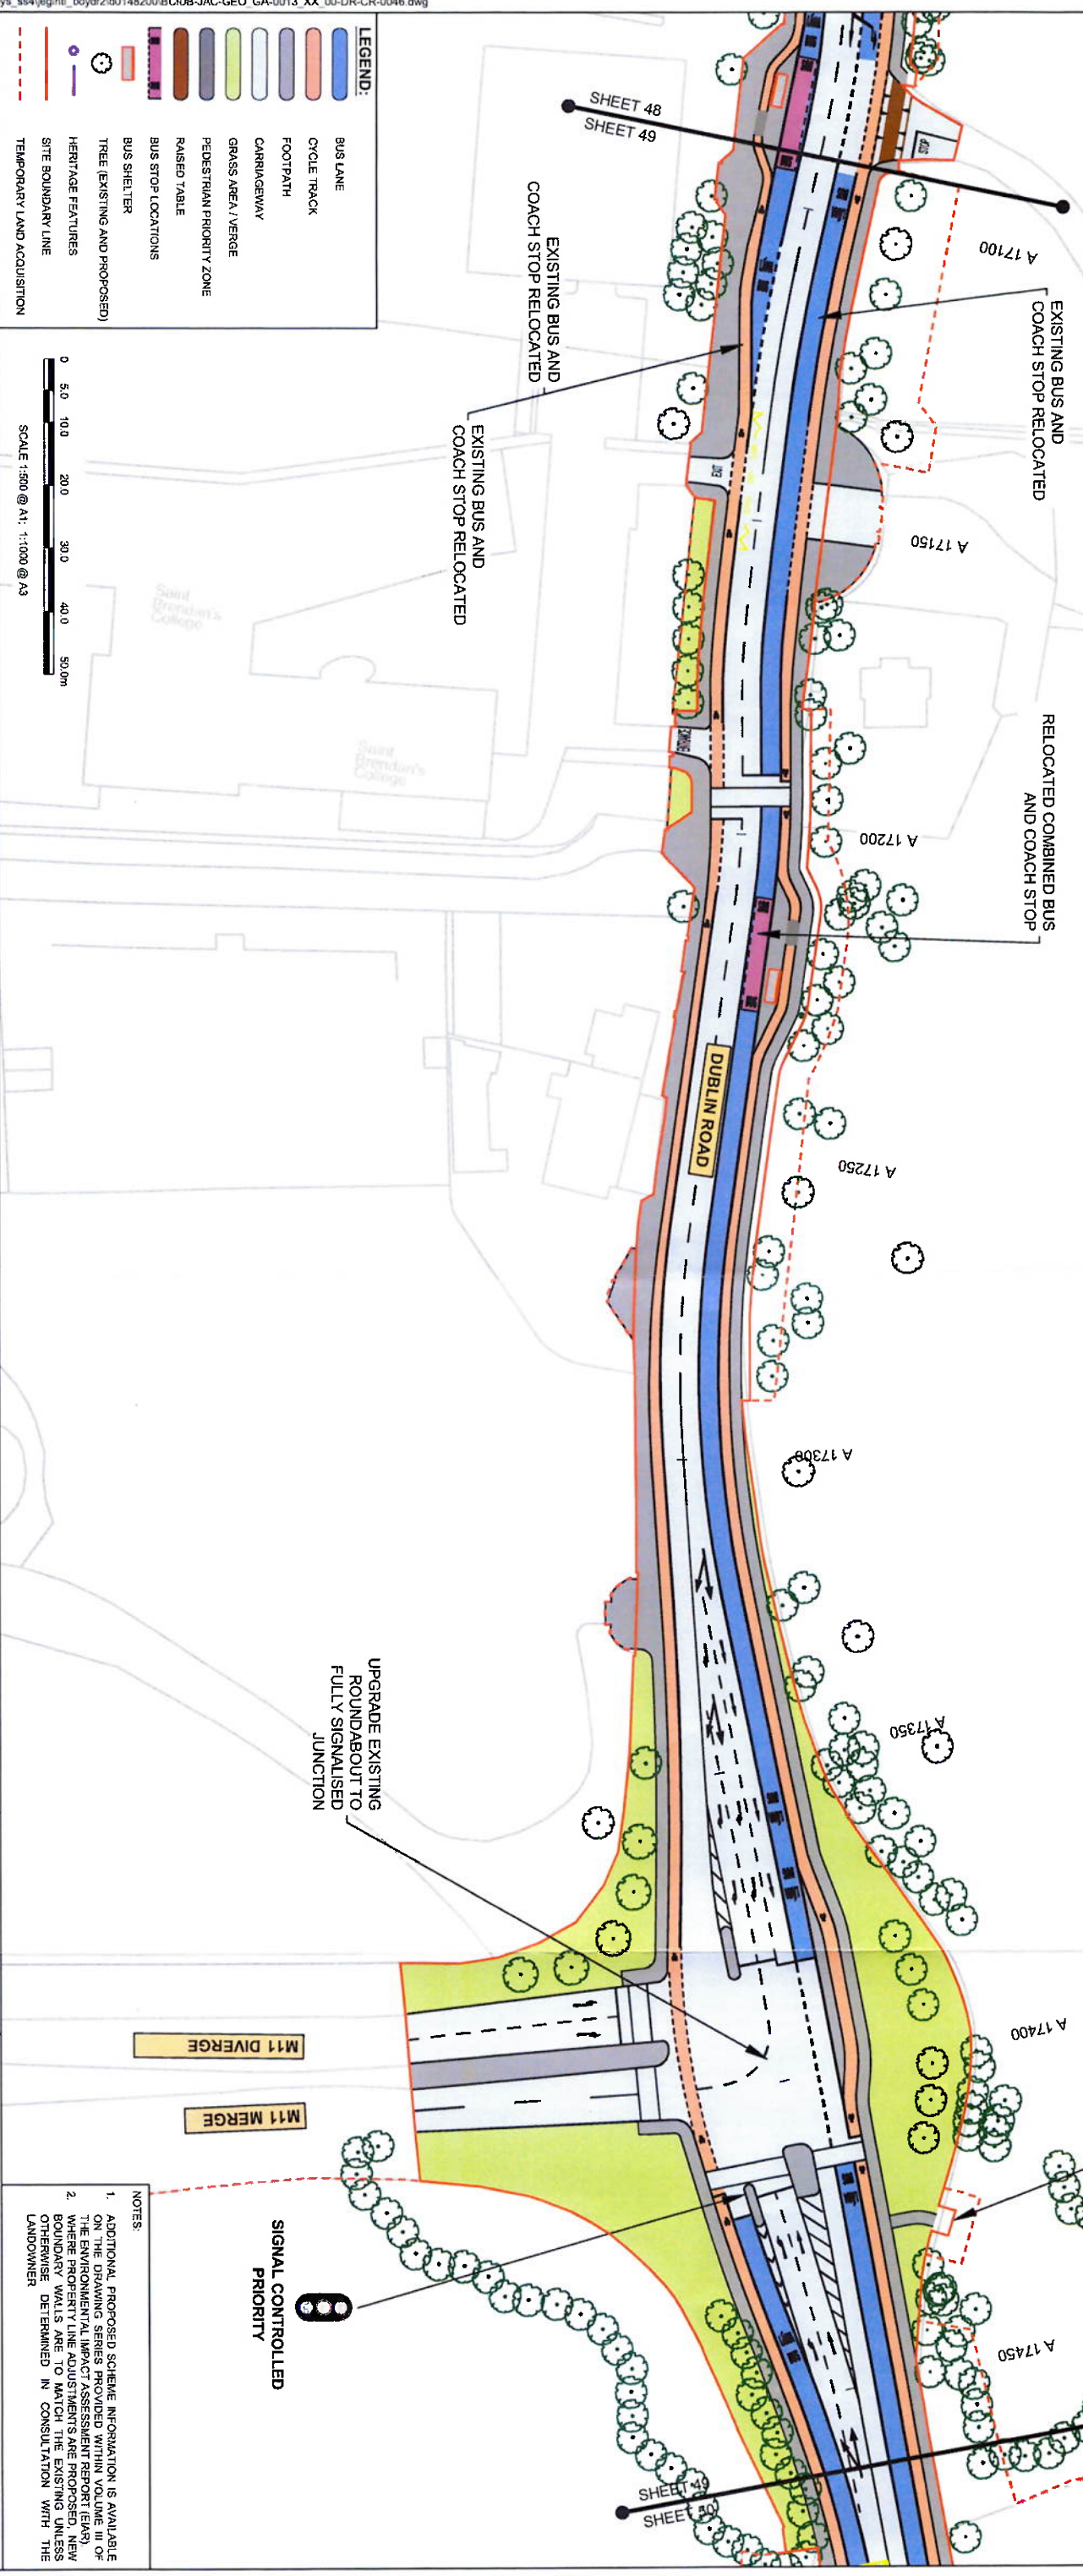 LEGEND:
BUS LANE
CYCLE TRACK
FOOTPATH
CARRIAGEWAY
GRASS AREA / VERGE
PEDESTRIAN PRIORITY ZONE
RAISED TABLE
BUS STOP LOCATIONS
BUS SHELTER
TREE (EXISTING AND PROPOSED)
HERITAGE FEATURES
SITE BOUNDARY LINE
TEMPORARY LAND ACQUISITION
0 5.0 10.0 20.0 30.0 40.0 50.0m
SCALE 1:500 @ A1; 1:1000 @ A3
SHEET 48
SHEET 49
EXISTING BUS AND
COACH STOP RELOCATED
EXISTING BUS AND
COACH STOP RELOCATED
EXISTING BUS AND
COACH STOP RELOCATED
RELOCATED COMBINED BUS
AND COACH STOP
A 17100
A 17150
A 17200
A 17250
A 17300
A 17350
A 17400
A 17450
Saint
Brendan's
College
Saint
Brendan's
College
DUBLIN ROAD
UPGRADE EXISTING
ROUNDABOUT TO
FULLY SIGNALISED
JUNCTION
M11 DIVERGE
M11 MERGE
SIGNAL CONTROLLED
PRIORITY
SHEET 49
SHEET 50
NOTES:
1. ADDITIONAL PROPOSED SCHEME INFORMATION IS AVAILABLE
ON THE DRAWING SERIES PROVIDED WITHIN VOLUME III OF
THE ENVIRONMENTAL IMPACT ASSESSMENT REPORT (EIAR)
2. WHERE PROPERTY LINE ADJUSTMENTS ARE PROPOSED, NEW
BOUNDARY WALLS ARE TO MATCH THE EXISTING UNLESS
OTHERWISE DETERMINED IN CONSULTATION WITH THE
LANDOWNER